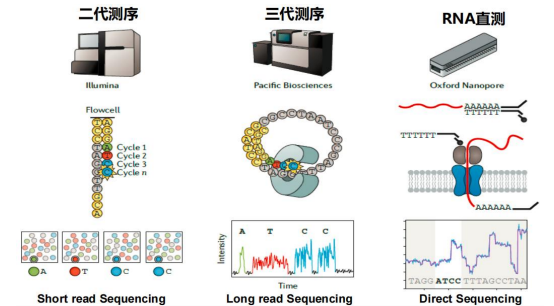 二代测序
三代测序
RNA直测
Illumina
Pacific Biosciences
Oxford Nanopore
Flowcell
Cycle 1
Cycle 2
Cycle 3
Cycle n
AAAAAA
TTTTTT
TTTTTT
AAAAAA
Intensity
A T C C
Time
A T C C
TAGG ATCC TTTAGCCTAA
Short read Sequencing
Long read Sequencing
Direct Sequencing